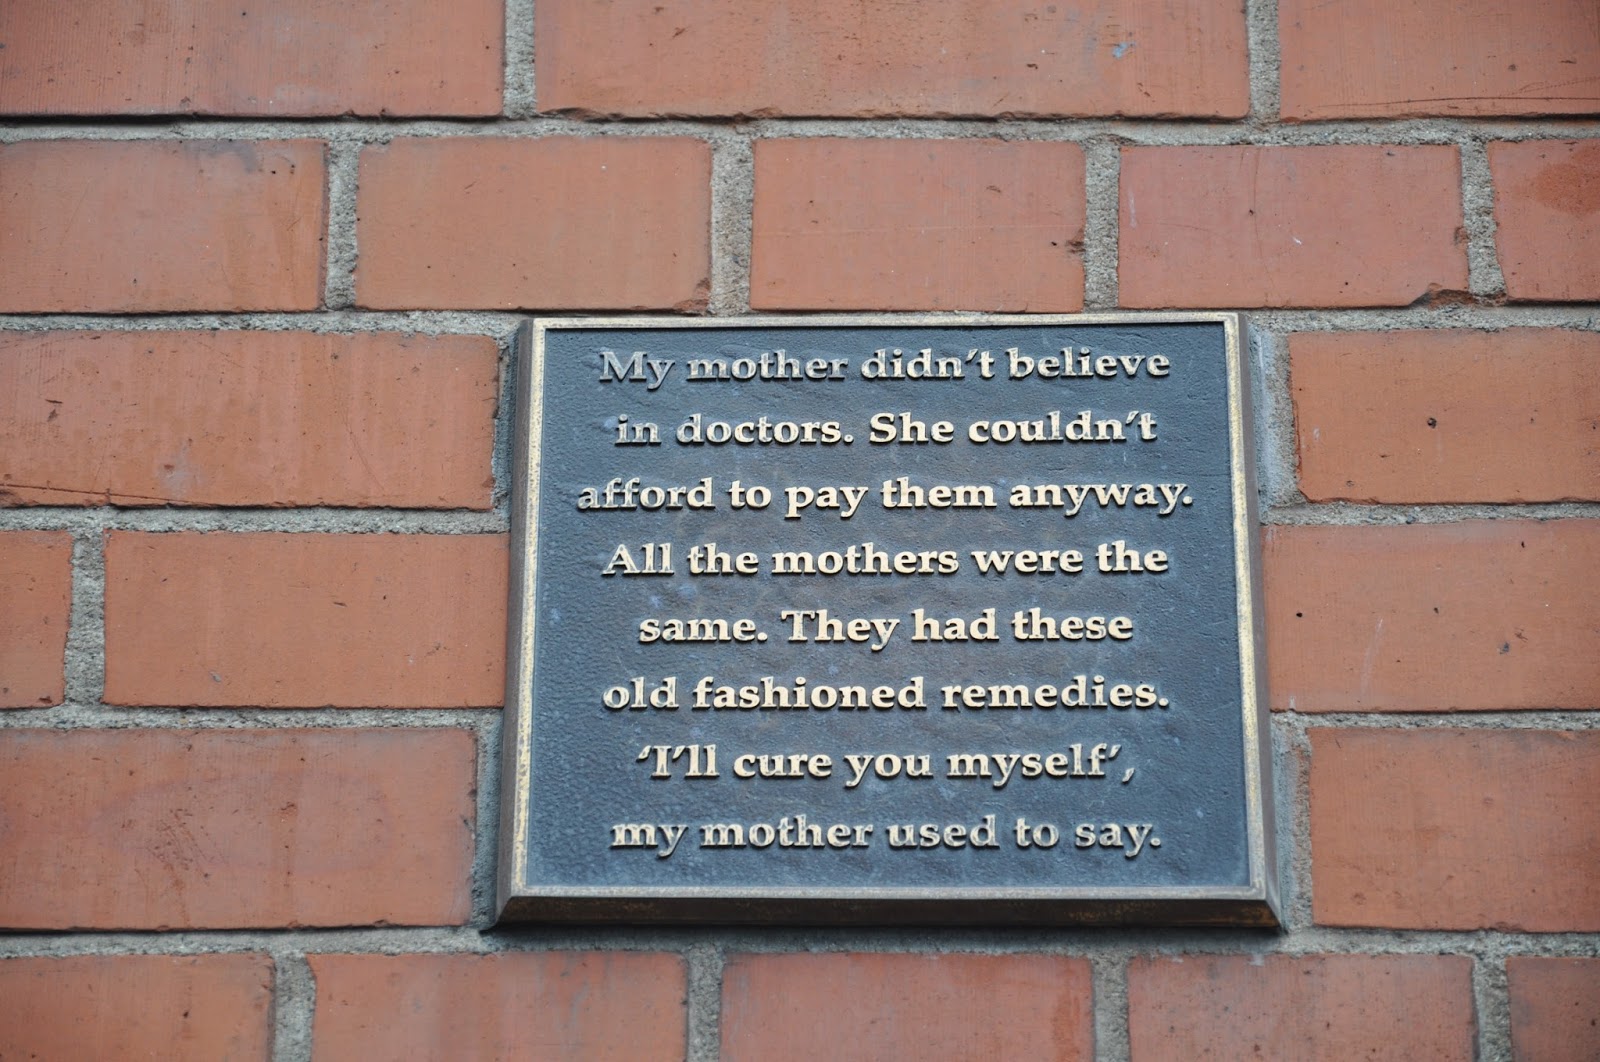 My mother didn't believe
in doctors. She couldn't
afford to pay them anyway.
All the mothers were the
same. They had these
old fashioned remedies.
'I'll cure you myself',
my mother used to say.